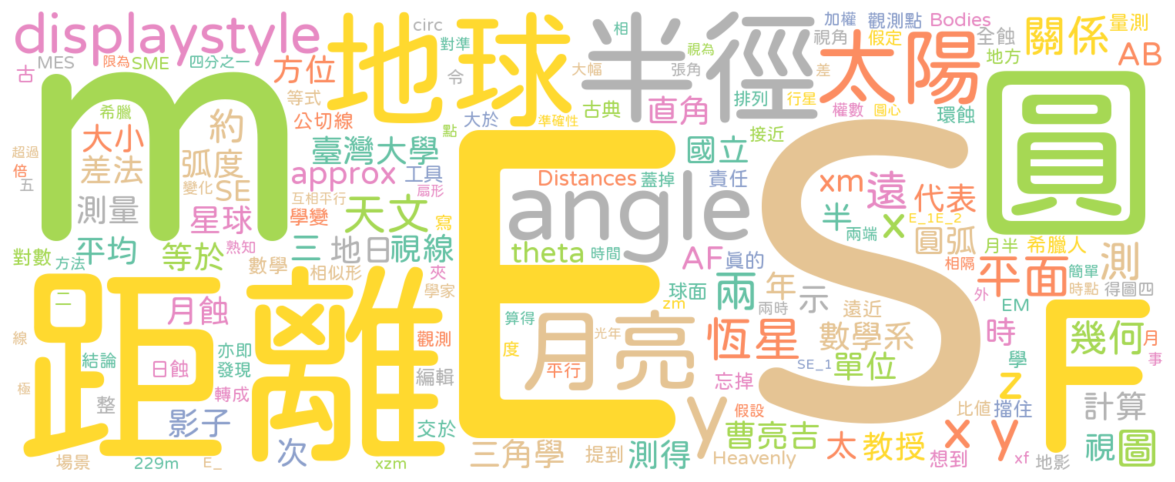 displaystyle circ 地球 半徑 相 加權 觀測點 Bodies 關係 量測
古 MES 限為 SME 四分之一 對準 令 大幅 張角 視為 視角 假定 太陽 全蝕 地方 AB
方位 等式 希臘 準確性 古典 直角 排列 行星 差 權數 圓心 環蝕 圓
m 大小 約 公切線 大於 點 接近
超過 倍 五 差法 弧度 變化 SE 臺灣大學 國立
approx 工具 扇形 Distances 蓋掉 責任 xm 遠 代表
測量 星球 互相平行 學變 天文 寫 E angle S x 半 兩端 圓弧 E_1E_2 月半 希臘人 測
平均 等於 熟知 三 地日 視線 theta 時間 AF 真的 相隔 平面 簡單 時點 得圖四
對數 方法 數學 相似形 夾 學家 球面 zm 兩 年 示 遠近 外 EM
二 距離 月蝕 觀測 月亮 兩時 恆星 數學系 時 學 幾何 月
線 結論 日蝕 亦即 發現 算得 光年 度 SE_1 單位 z F 事
極 整 轉成 編輯 平行 忘掉 比值 擋住 計算
影子 交於 y 假設 曹亮吉 x y
場景 229m E_ 次 xzm 三角學 提到 測得 Heavenly 太 教授 想到 xf 地影 視 圖